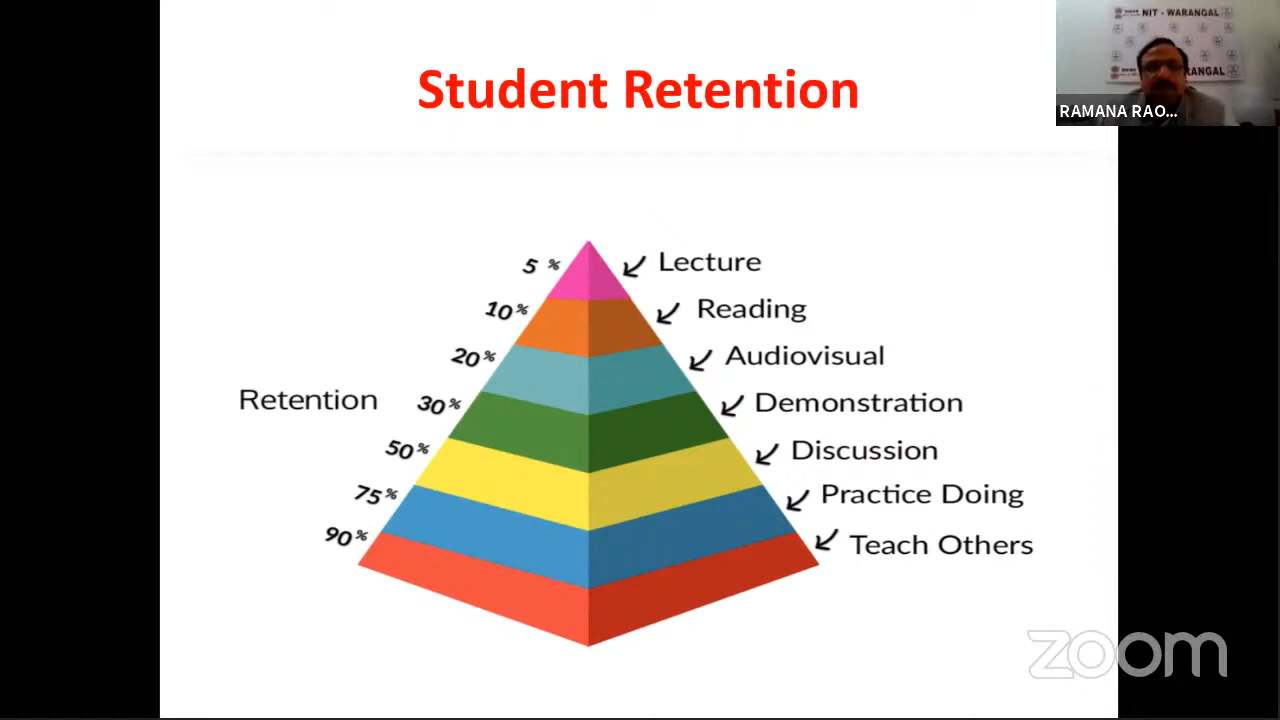 Student Retention
NIT - WARANGAL
RANGAL
RAMANA RAO...
5 % Lecture
10% Reading
20% Audiovisual
Retention 30% Demonstration
50% Discussion
75% Practice Doing
90% Teach Others
zoom